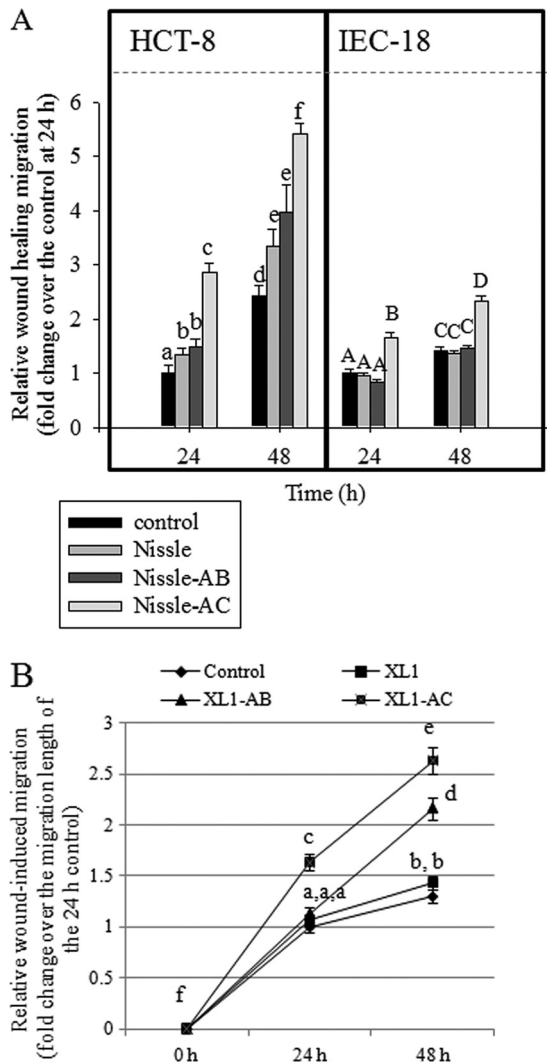 A
HCT-8
IEC-18
Relative wound healing migration
(fold change over the control at 24 h)
6
5
4
3
2
1
0
a
b
b
c
d
e
e
f
A
A
A
B
C
C
C
D
24
48
24
48
Time (h)
control
Nissle
Nissle-AB
Nissle-AC
B
Control
XL1
XL1-AB
XL1-AC
Relative wound-induced migration
(fold change over the migration length of
the 24 h control)
3
2.5
2
1.5
1
0.5
0
f
c
a,a,a
e
d
b, b
0 h
24 h
48 h